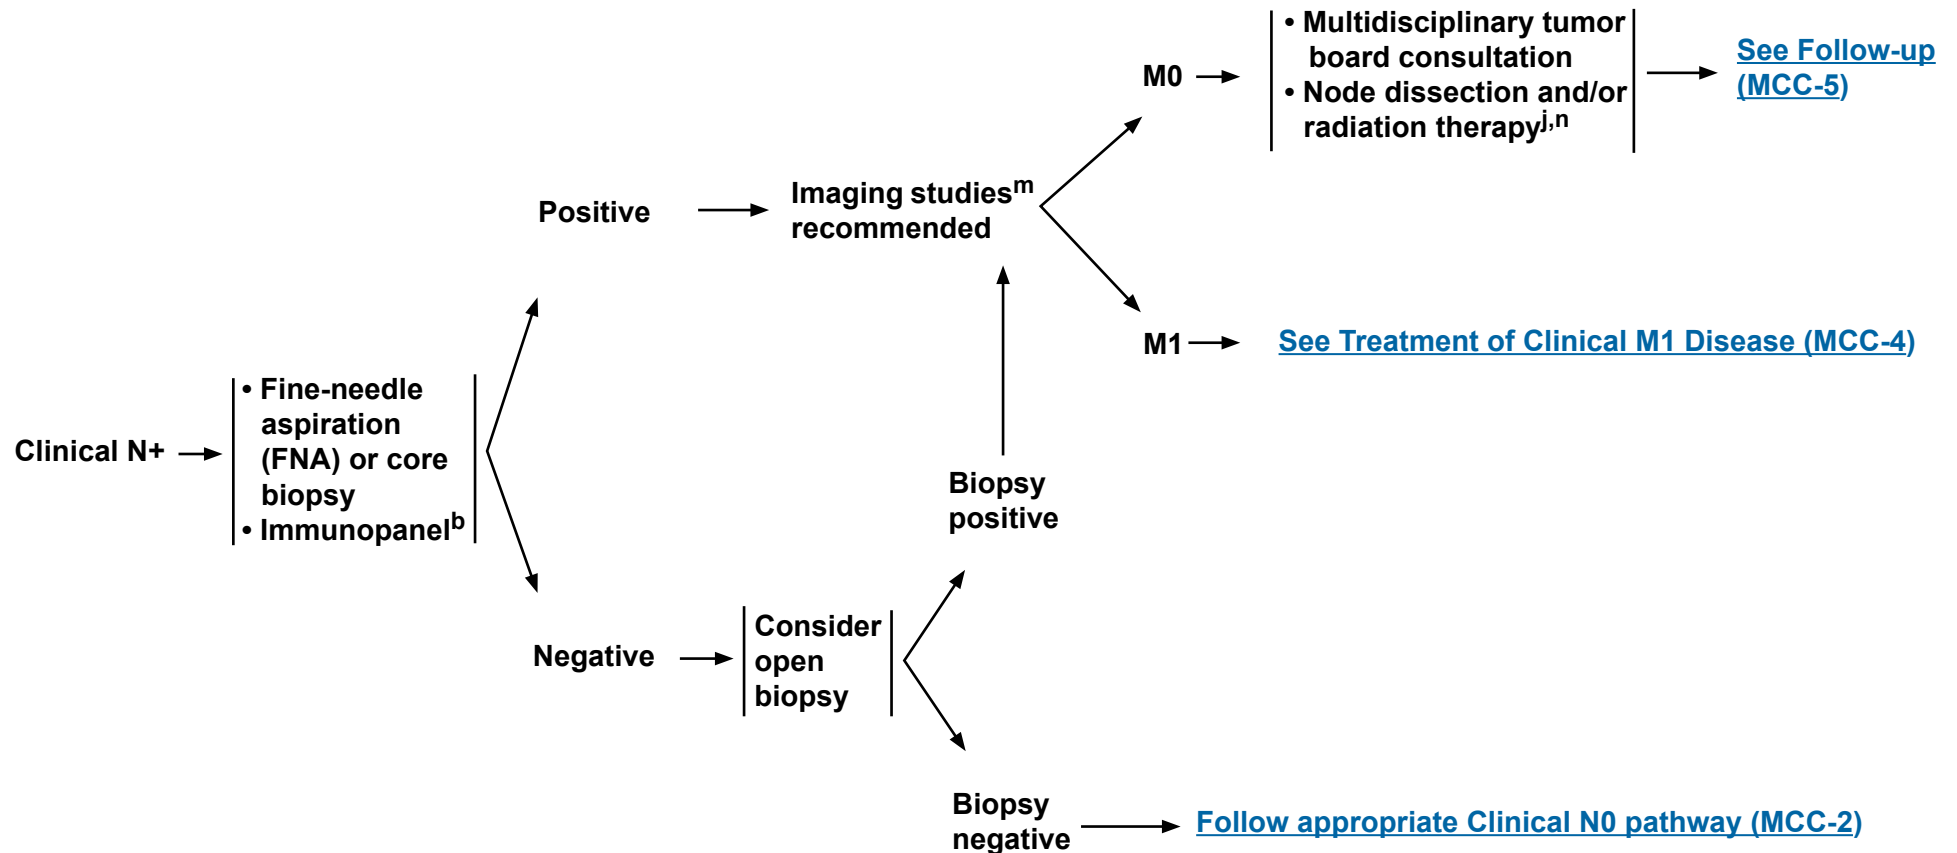 • Multidisciplinary tumor
board consultation
• Node dissection and/or
radiation therapyj,n
M0
See Follow-up
(MCC-5)
Positive
Imaging studiesm
recommended
M1
See Treatment of Clinical M1 Disease (MCC-4)
Clinical N+
• Fine-needle
aspiration
(FNA) or core
biopsy
• Immunopanelb
Biopsy
positive
Negative
Consider
open
biopsy
Biopsy
negative
Follow appropriate Clinical N0 pathway (MCC-2)